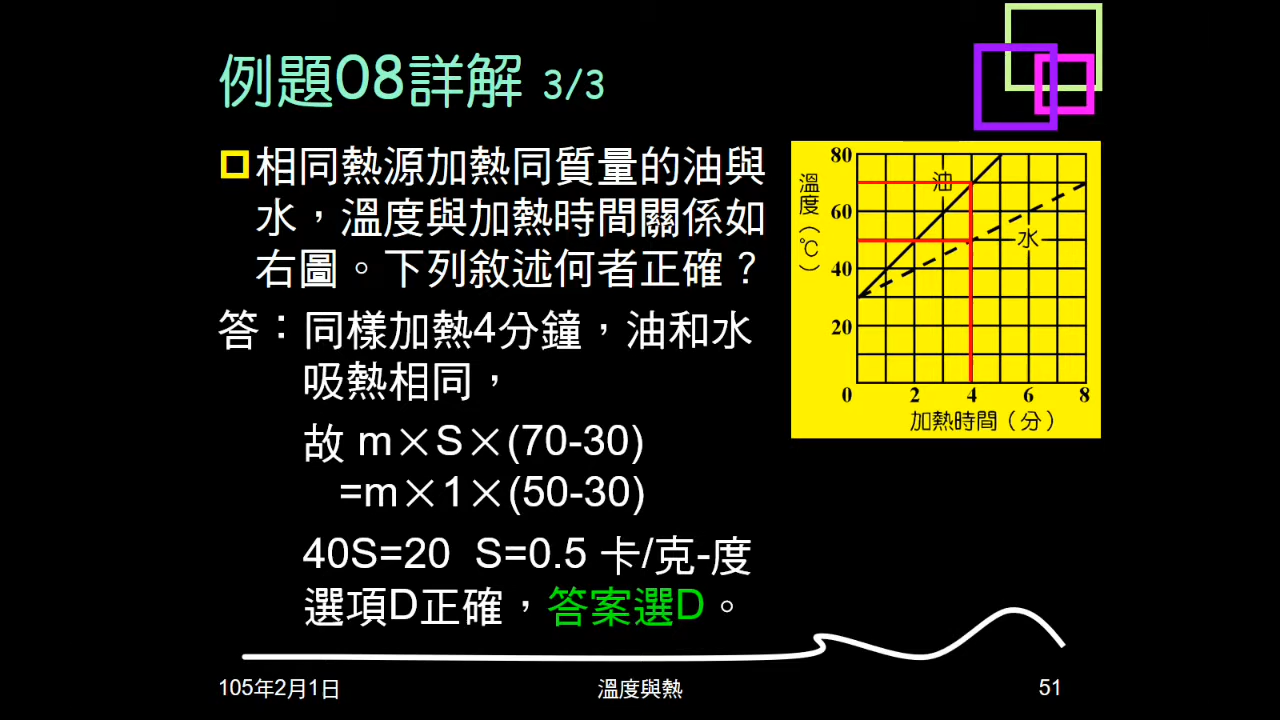 例題08詳解 3/3
相同熱源加熱同質量的油與
水，溫度與加熱時間關係如
右圖。下列敘述何者正確？
答：同樣加熱4分鐘，油和水
吸熱相同，
故 m×S×(70-30)
=m×1×(50-30)
40S=20 S=0.5 卡/克-度
選項D正確，答案選D。
溫度(℃)
80
60
40
20
0
2 4 6 8
油
水
加熱時間(分)
105年2月1日
溫度與熱
51